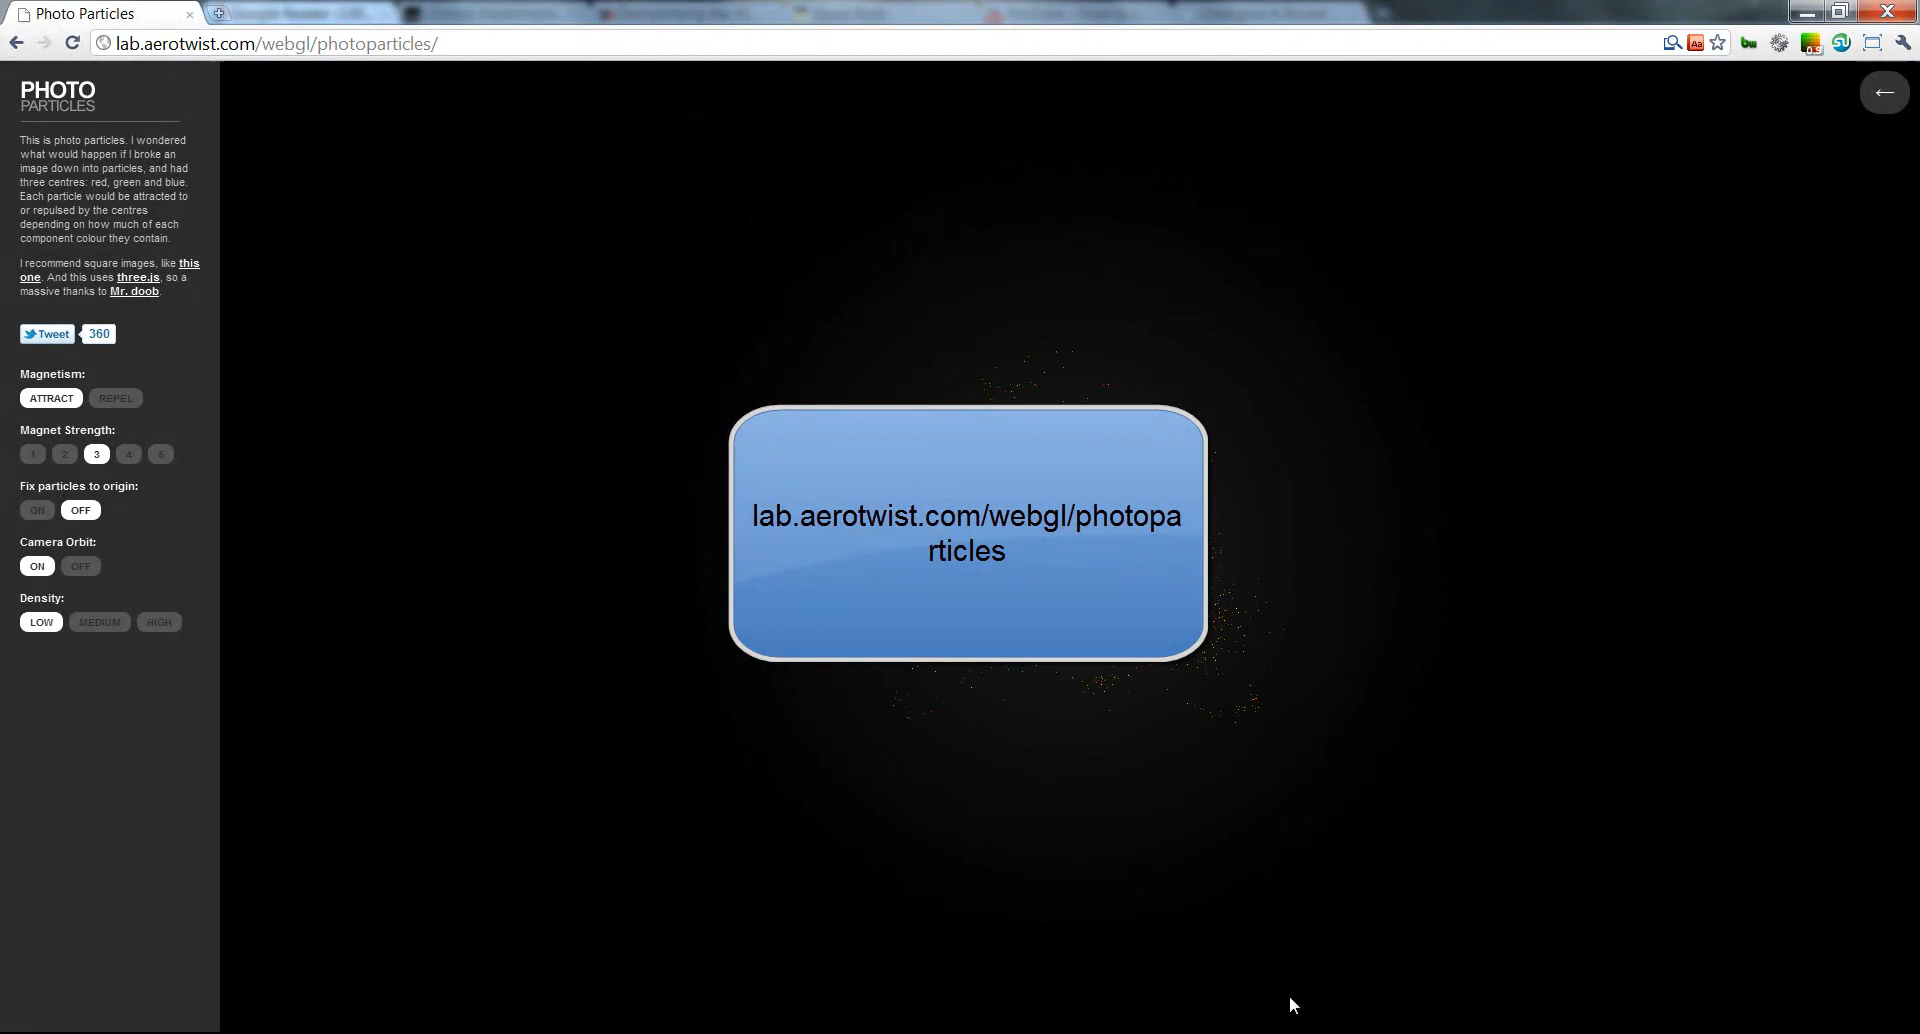 Photo Particles
lab.aerotwist.com/webgl/photoparticles/
PHOTO
PARTICLES
This is photo particles. I wondered
what would happen if I broke an
image down into particles, and had
three centres: red, green and blue.
Each particle would be attracted to
or repulsed by the centres
depending on how much of each
component colour they contain.
I recommend square images, like this
one. And this uses three.js, so a
massive thanks to Mr. doob.
Tweet 360
Magnetism:
ATTRACT REPEL
Magnet Strength:
1 2 3 4 5
Fix particles to origin:
ON OFF
Camera Orbit:
ON OFF
Density:
LOW MEDIUM HIGH
lab.aerotwist.com/webgl/photopa
rticles